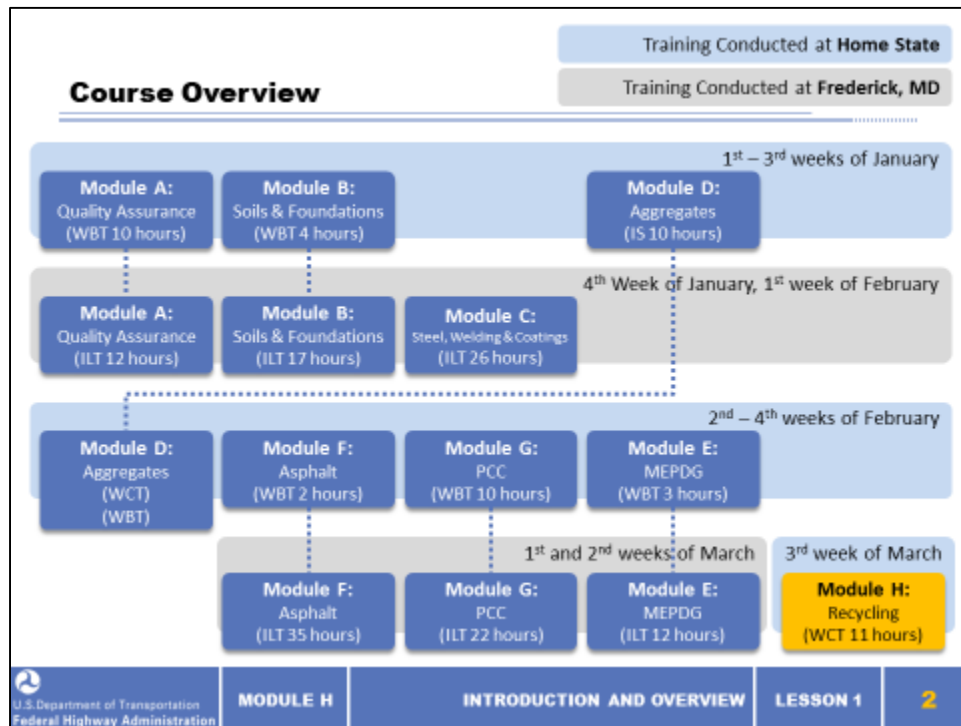 Training Conducted at Home State
Training Conducted at Frederick, MD
Course Overview
1st – 3rd weeks of January
Module A:
Quality Assurance
(WBT 10 hours)
Module B:
Soils & Foundations
(WBT 4 hours)
Module D:
Aggregates
(IS 10 hours)
4th Week of January, 1st week of February
Module A:
Quality Assurance
(ILT 12 hours)
Module B:
Soils & Foundations
(ILT 17 hours)
Module C:
Steel, Welding & Coatings
(ILT 26 hours)
2nd – 4th weeks of February
Module D:
Aggregates
(WCT)
(WBT)
Module F:
Asphalt
(WBT 2 hours)
Module G:
PCC
(WBT 10 hours)
Module E:
MEPDG
(WBT 3 hours)
1st and 2nd weeks of March
3rd week of March
Module F:
Asphalt
(ILT 35 hours)
Module G:
PCC
(ILT 22 hours)
Module E:
MEPDG
(ILT 12 hours)
Module H:
Recycling
(WCT 11 hours)
U.S.Department of Transportation
Federal Highway Administration
MODULE H
INTRODUCTION AND OVERVIEW
LESSON 1
2